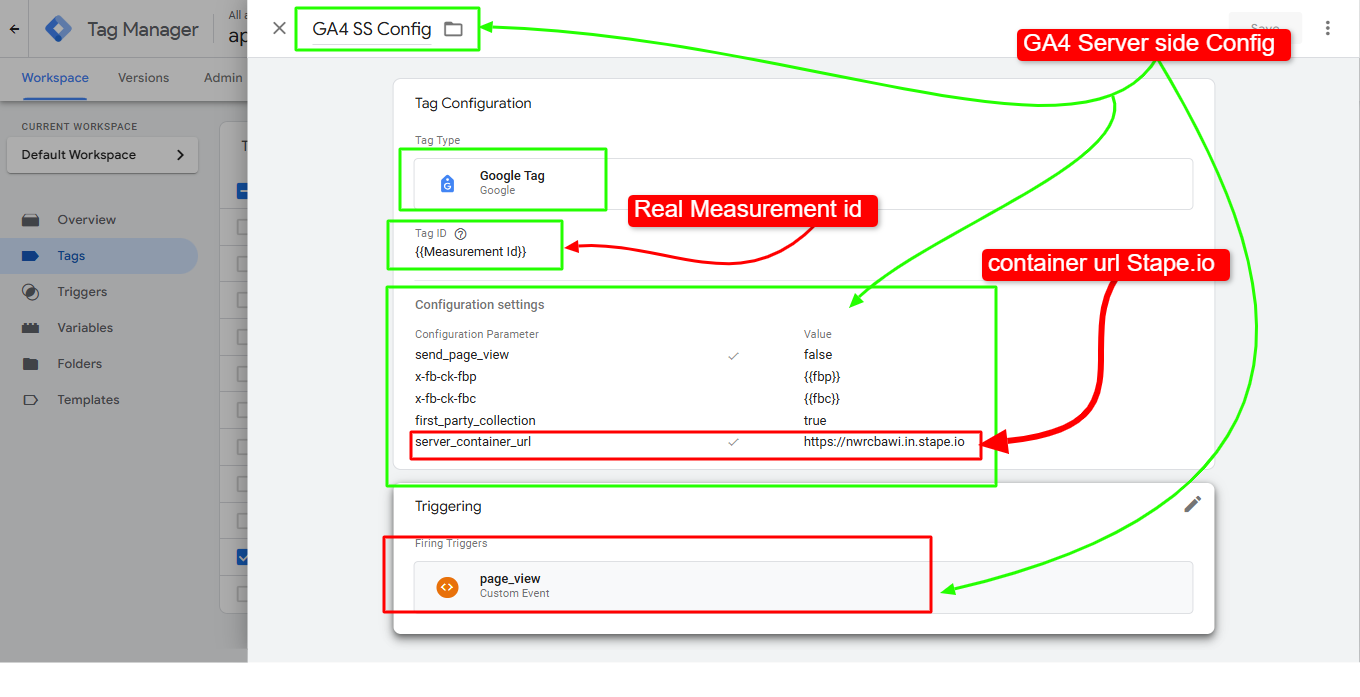 All a
Tag Manager
ap
GA4 SS Config
Save
GA4 Server side Config
Workspace Versions Admin
CURRENT WORKSPACE
Default Workspace
T
Overview
Tags
Triggers
Variables
Folders
Templates
Tag Configuration
Tag Type
Google Tag
Google
Real Measurement id
Tag ID
{{Measurement Id}}
container url Stape.io
Configuration settings
Configuration Parameter Value
send_page_view false
x-fb-ck-fbp {{fbp}}
x-fb-ck-fbc {{fbc}}
first_party_collection true
server_container_url https://nwrcbawi.in.stape.io
Triggering
Firing Triggers
page_view
Custom Event